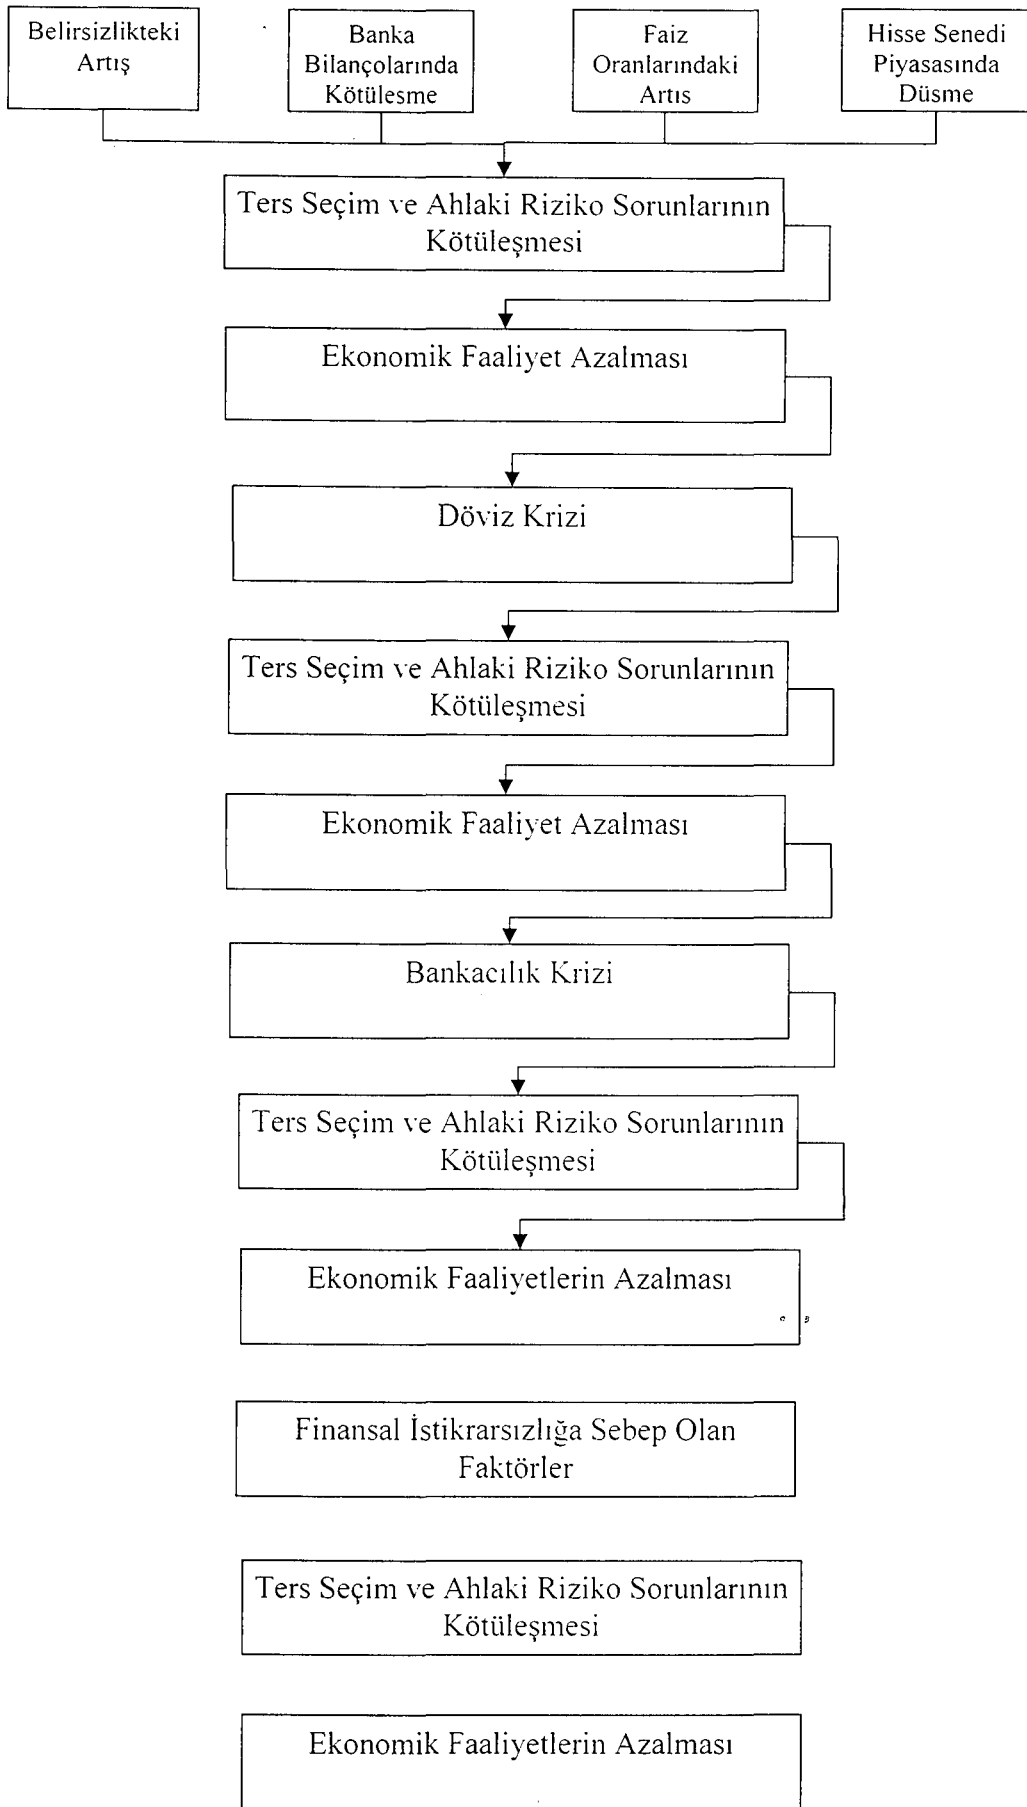 Belirsizlikteki
Artış
Banka
Bilançolarında
Kötülesme
Faiz
Oranlarındaki
Artıs
Hisse Senedi
Piyasasında
Düsme
Ters Seçim ve Ahlaki Riziko Sorunlarının
Kötüleşmesi
Ekonomik Faaliyet Azalması
Döviz Krizi
Ters Seçim ve Ahlaki Riziko Sorunlarının
Kötüleşmesi
Ekonomik Faaliyet Azalması
Bankacılık Krizi
Ters Seçim ve Ahlaki Riziko Sorunlarının
Kötüleşmesi
Ekonomik Faaliyetlerin Azalması
Finansal İstikrarsızlığa Sebep Olan
Faktörler
Ters Seçim ve Ahlaki Riziko Sorunlarının
Kötüleşmesi
Ekonomik Faaliyetlerin Azalması